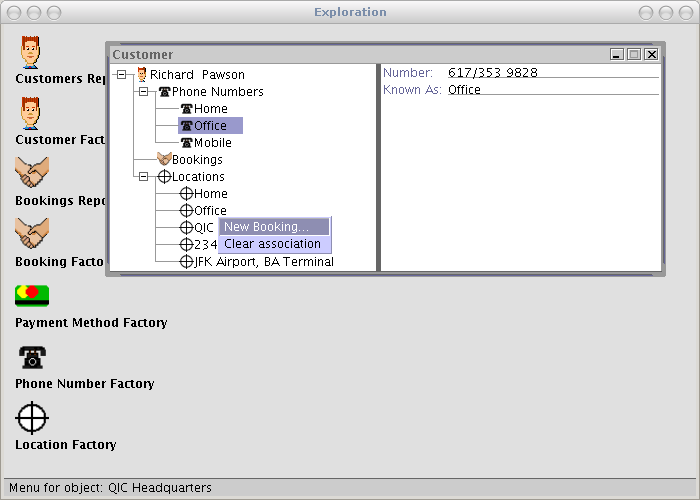 Exploration
Customers Rep
Customer Fact
Bookings Repo
Booking Facto
Payment Method Factory
Phone Number Factory
Location Factory
Customer
Richard Pawson
Phone Numbers
Home
Office
Mobile
Bookings
Locations
Home
Office
QIC
234
JFK Airport, BA Terminal
New Booking...
Clear association
Number: 617/353 9828
Known As: Office
Menu for object: QIC Headquarters